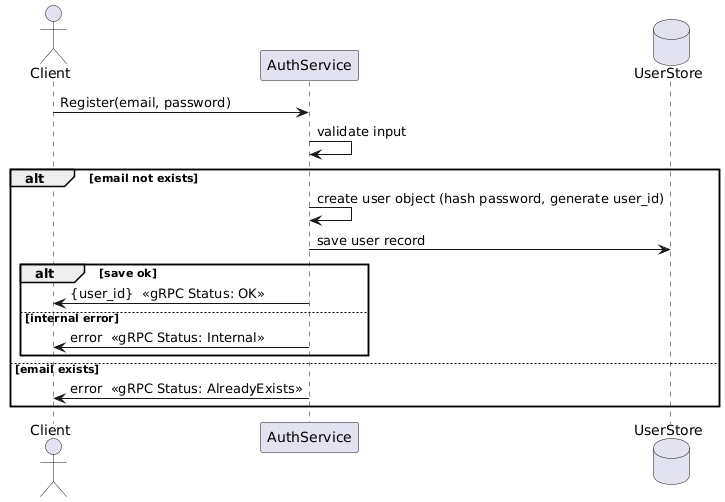 Client
AuthService
UserStore
Register(email, password)
validate input
alt [email not exists]
create user object (hash password, generate user_id)
save user record
alt [save ok]
{user_id} «gRPC Status: OK»
[internal error]
error «gRPC Status: Internal»
[email exists]
error «gRPC Status: AlreadyExists»
Client
AuthService
UserStore